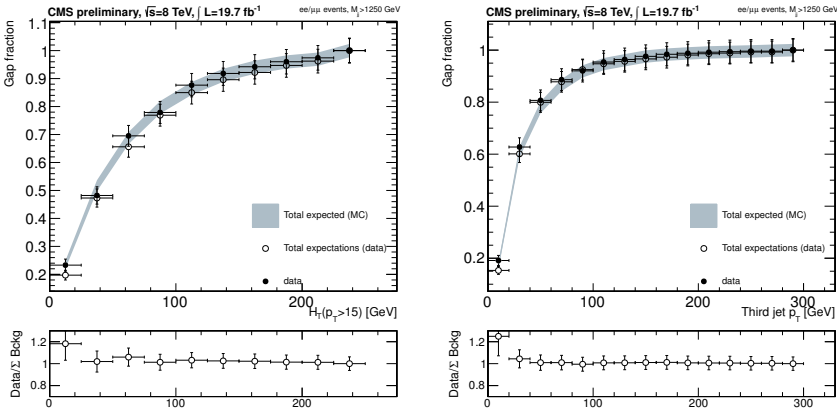 CMS preliminary, √s=8 TeV, ∫ L=19.7 fb⁻¹
ee/μμ events, M_jj>1250 GeV
Gap fraction
1.1
1
0.9
0.8
0.7
0.6
0.5
0.4
0.3
0.2
Total expected (MC)
Total expectations (data)
data
0 100 200
H_T(p_T>15) [GeV]
Data/Σ Bckg
1.2
1
0.8
0 100 200
CMS preliminary, √s=8 TeV, ∫ L=19.7 fb⁻¹
ee/μμ events, M_jj>1250 GeV
Gap fraction
1
0.8
0.6
0.4
0.2
Total expected (MC)
Total expectations (data)
data
0 100 200 300
Third jet p_T [GeV]
Data/Σ Bckg
1.2
1
0.8
0 100 200 300